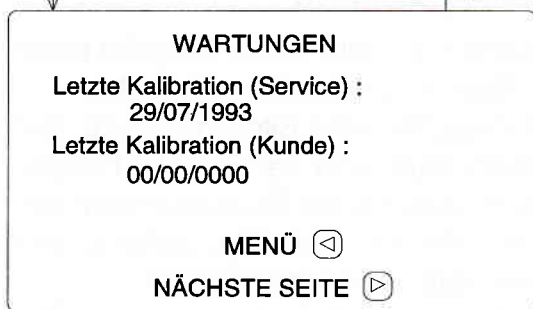 WARTUNGEN
Letzte Kalibration (Service) :
29/07/1993
Letzte Kalibration (Kunde) :
00/00/0000
MENÜ ◁
NÄCHSTE SEITE ▷